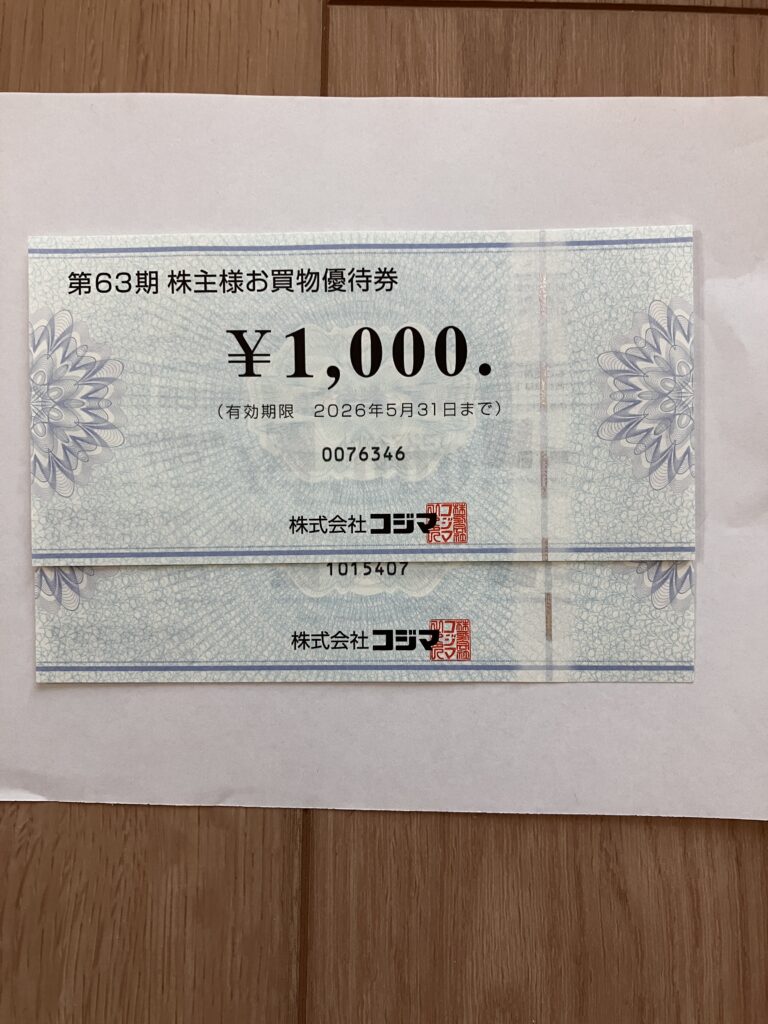 第63期 株主様お買物優待券
¥1,000.
(有効期限　2026年5月31日まで)
0076346
株式会社コジマ
1015407
株式会社コジマ